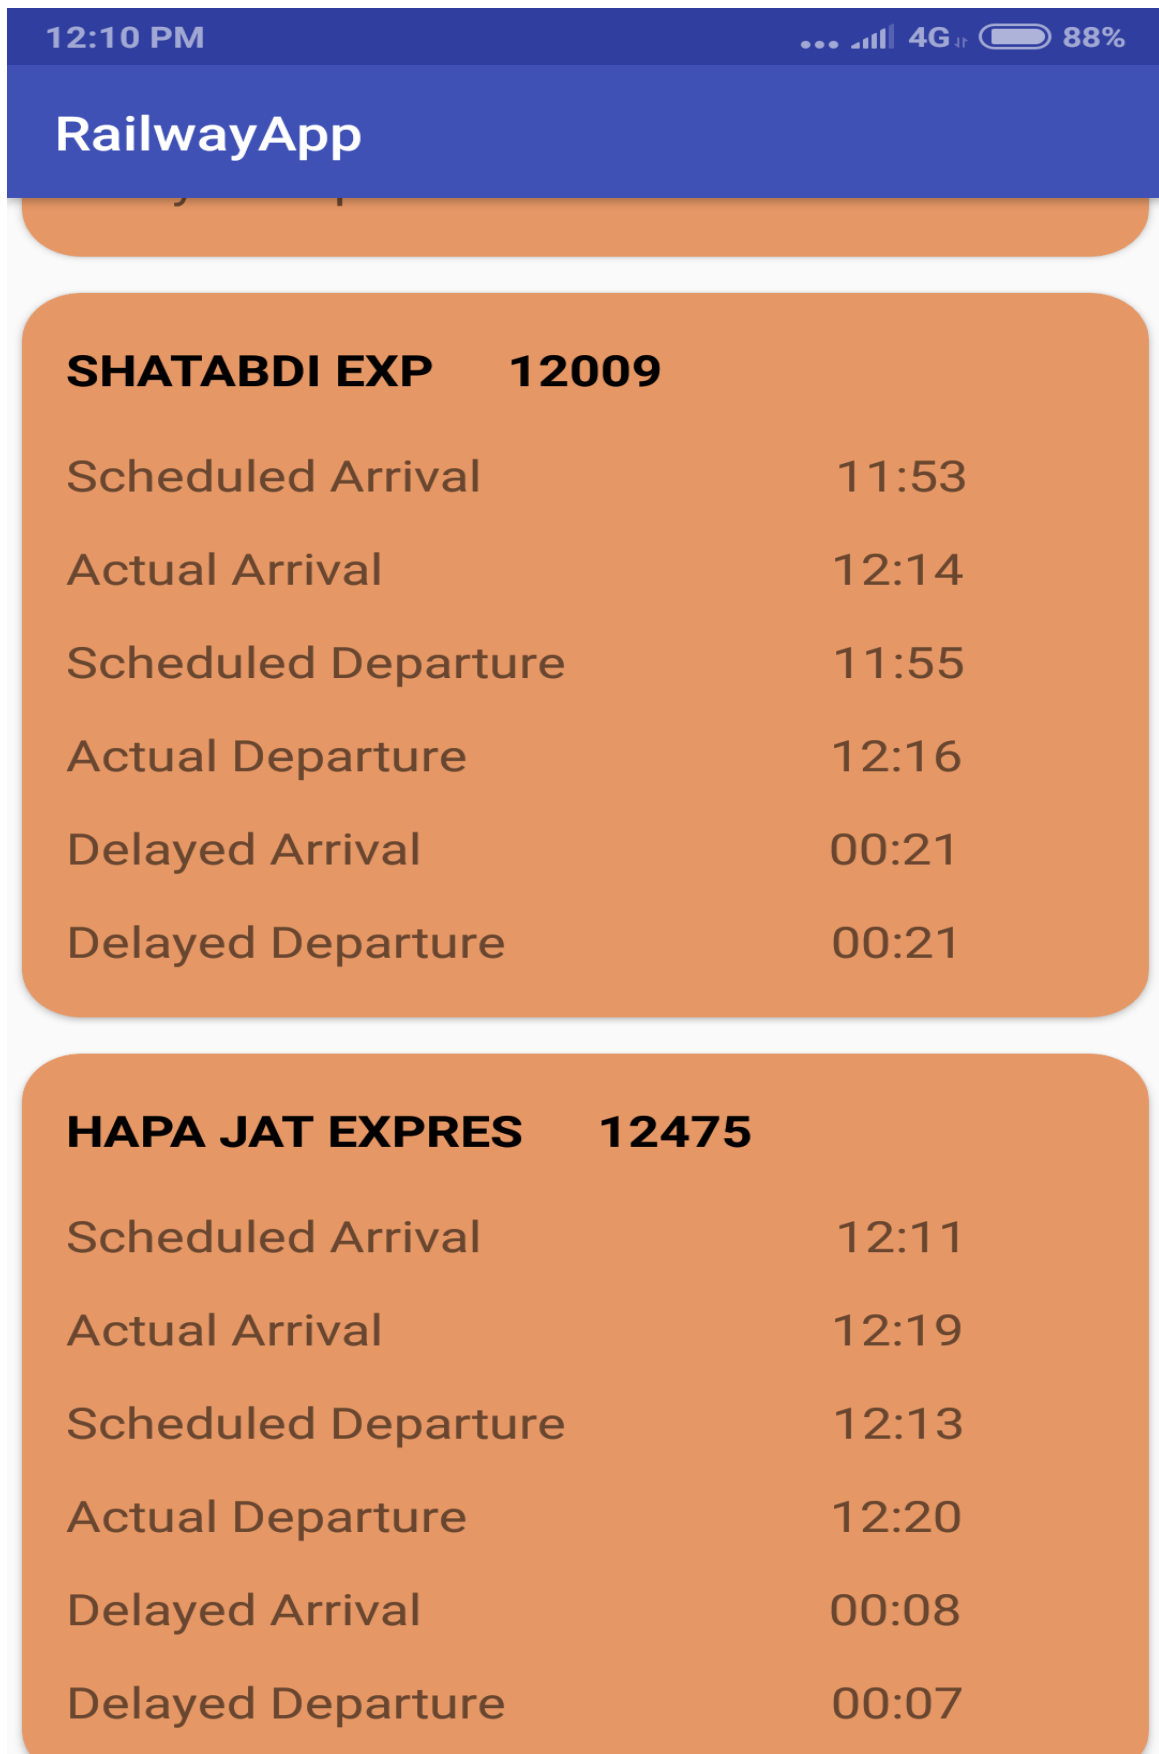 12:10 PM 4G 88%
RailwayApp
SHATABDI EXP 12009
Scheduled Arrival 11:53
Actual Arrival 12:14
Scheduled Departure 11:55
Actual Departure 12:16
Delayed Arrival 00:21
Delayed Departure 00:21
HAPA JAT EXPRES 12475
Scheduled Arrival 12:11
Actual Arrival 12:19
Scheduled Departure 12:13
Actual Departure 12:20
Delayed Arrival 00:08
Delayed Departure 00:07